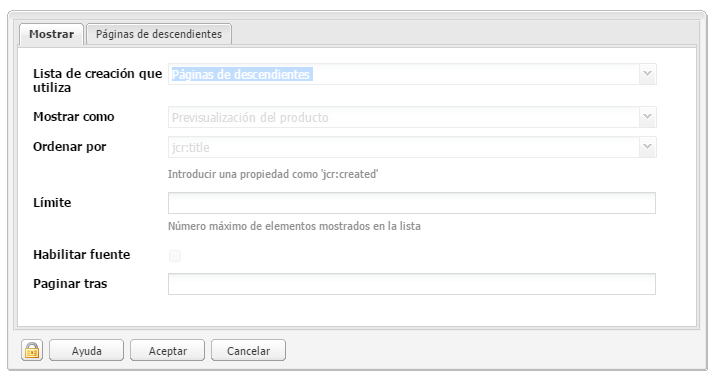 Mostrar
Páginas de descendientes
Lista de creación que
utiliza
Páginas de descendientes
Mostrar como
Previsualización del producto
Ordenar por
jcr:title
Introducir una propiedad como 'jcr:created'
Límite
Número máximo de elementos mostrados en la lista
Habilitar fuente
Paginar tras
Ayuda
Aceptar
Cancelar